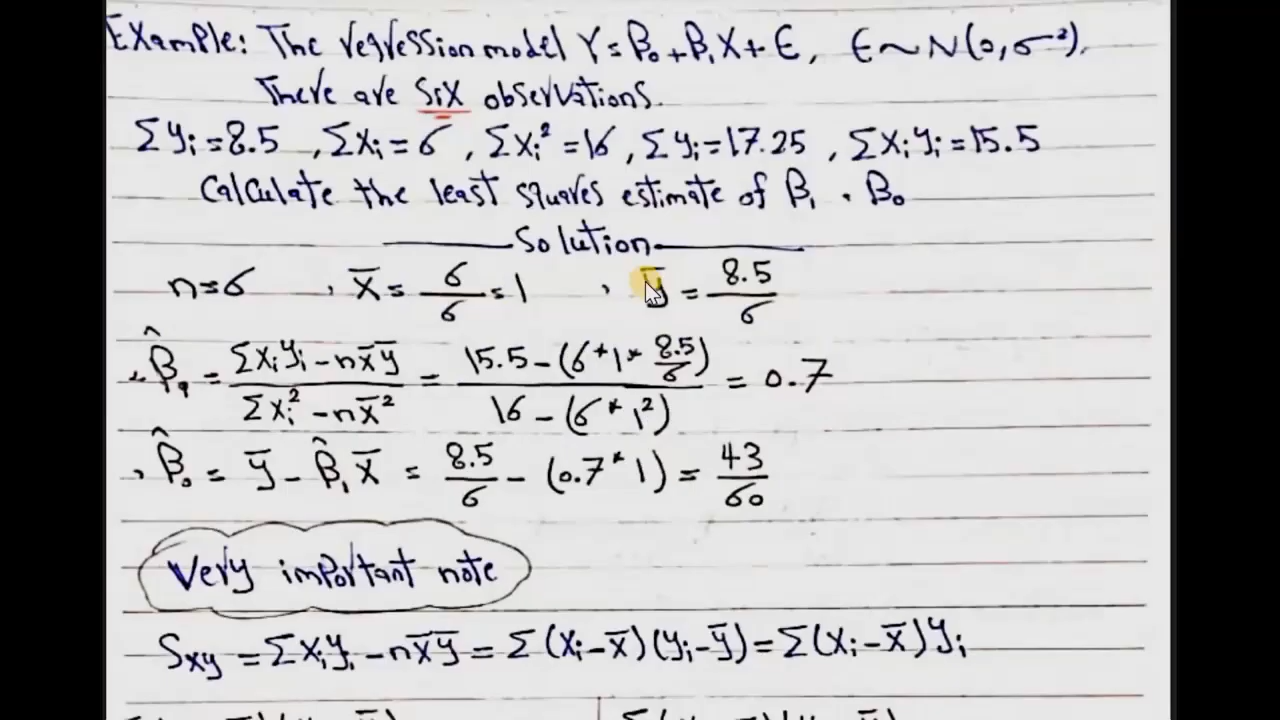 Example: The regression model Y = β₀ + β₁X + ϵ, ϵ ~ N(0, σ²).
There are Six observations.
Σyᵢ = 8.5, Σxᵢ = 6, Σxᵢ² = 16, Σyᵢ = 17.25, Σxᵢyᵢ = 15.5
Calculate the least squares estimate of β₁, β₀
Solution
n = 6, x̄ = 6/6 = 1, ȳ = 8.5/6
β̂₁ = (Σxᵢyᵢ - nx̄ȳ)/(Σxᵢ² - nx̄²) = (15.5 - (6*1*8.5/6))/(16 - (6*1²)) = 0.7
β̂₀ = ȳ - β̂₁x̄ = 8.5/6 - (0.7*1) = 43/60
Very important note
Sxy = Σxᵢyᵢ - nx̄ȳ = Σ(xᵢ - x̄)(yᵢ - ȳ) = Σ(xᵢ - x̄)yᵢ